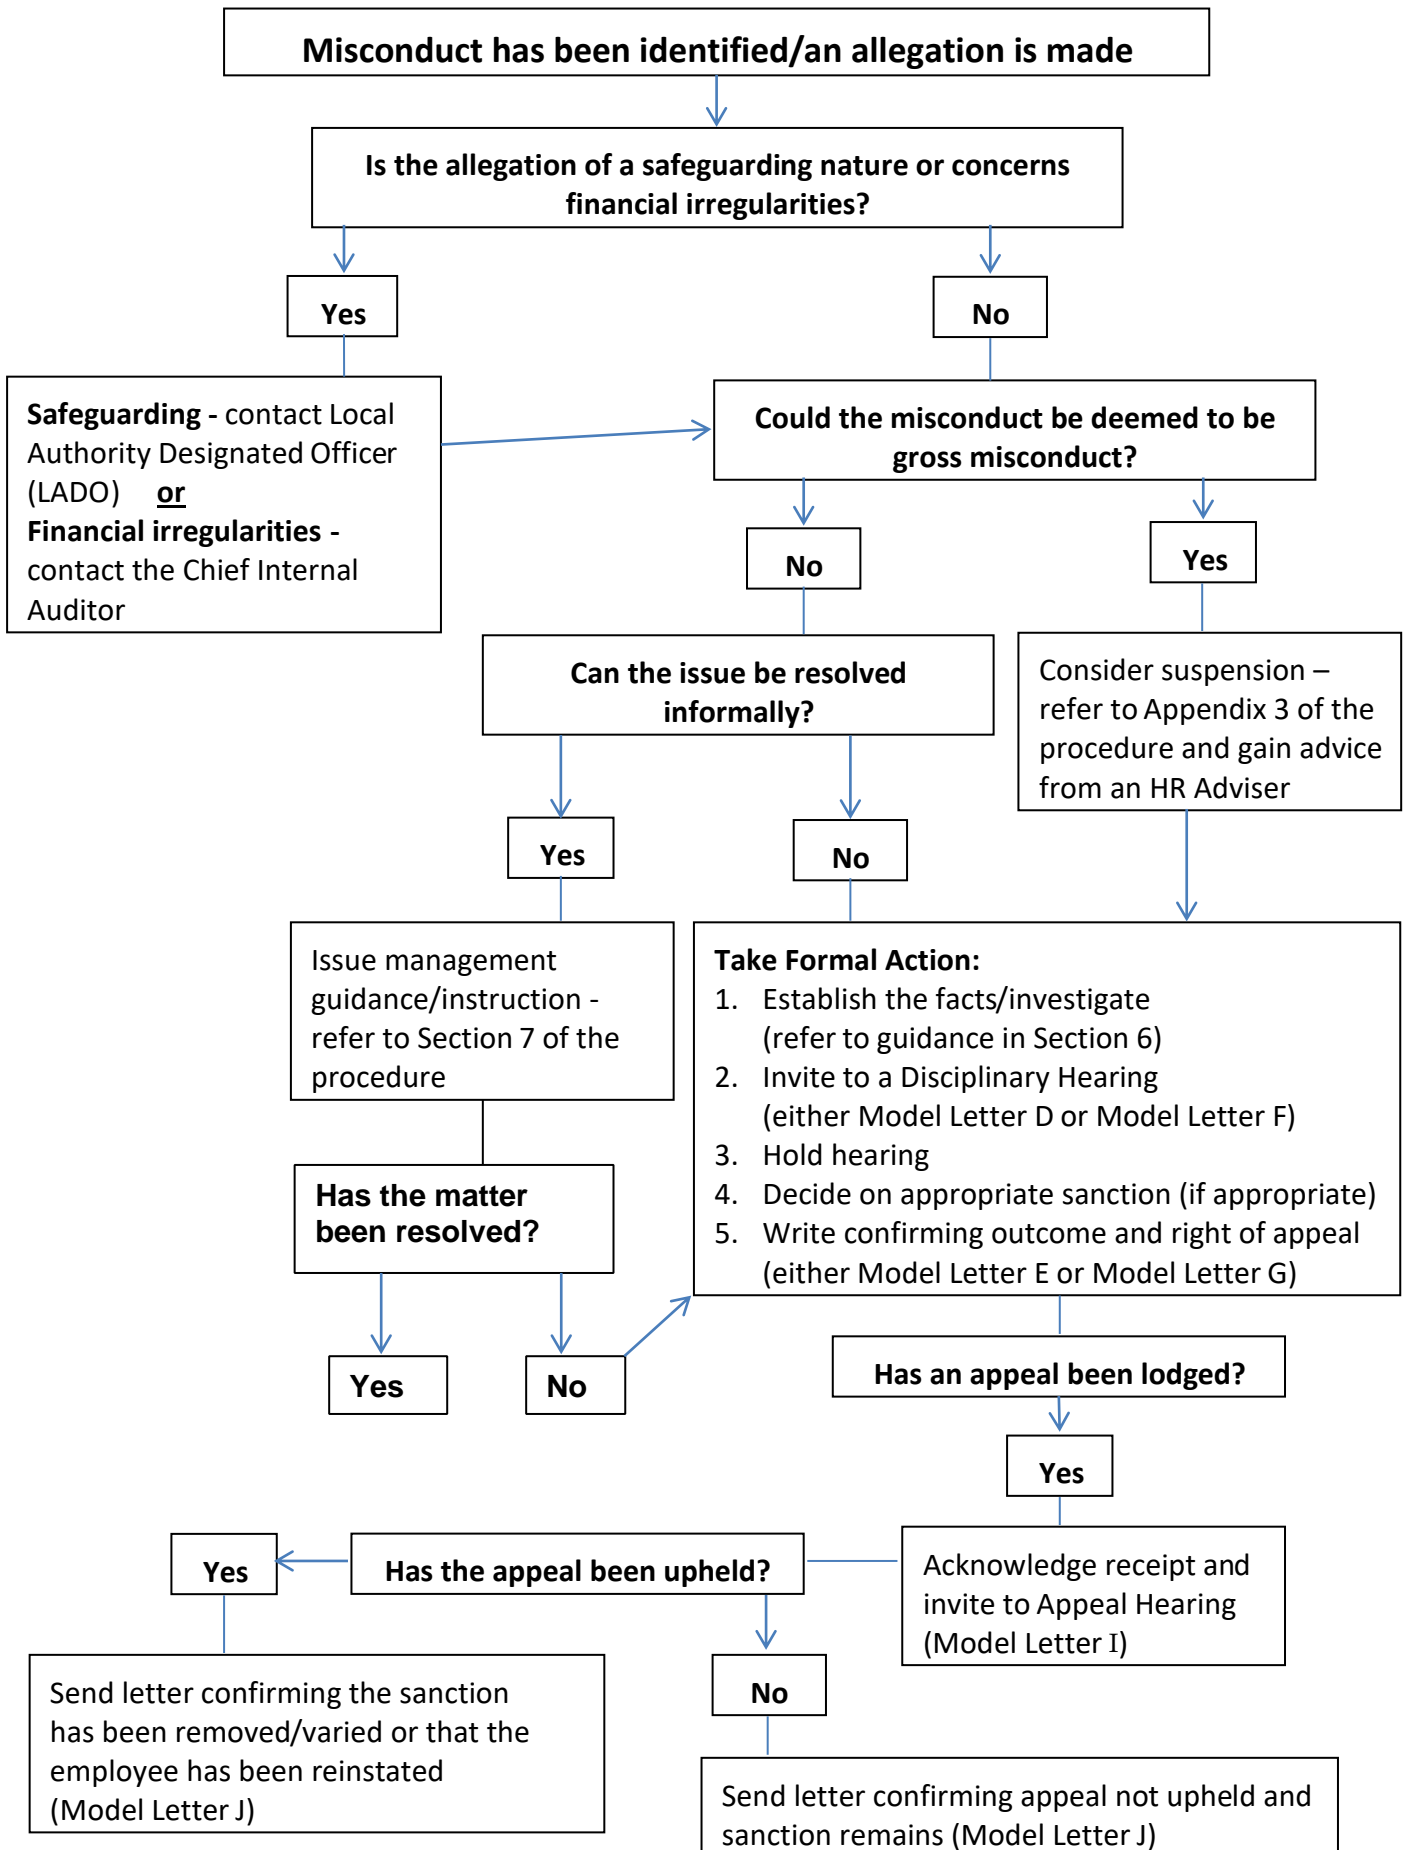 Misconduct has been identified/an allegation is made
Is the allegation of a safeguarding nature or concerns
financial irregularities?
Yes
No
Safeguarding - contact Local
Authority Designated Officer
(LADO) or
Financial irregularities -
contact the Chief Internal
Auditor
Could the misconduct be deemed to be
gross misconduct?
No
Yes
Can the issue be resolved
informally?
Consider suspension –
refer to Appendix 3 of the
procedure and gain advice
from an HR Adviser
Yes
No
Issue management
guidance/instruction -
refer to Section 7 of the
procedure
Take Formal Action:
1. Establish the facts/investigate
(refer to guidance in Section 6)
2. Invite to a Disciplinary Hearing
(either Model Letter D or Model Letter F)
3. Hold hearing
4. Decide on appropriate sanction (if appropriate)
5. Write confirming outcome and right of appeal
(either Model Letter E or Model Letter G)
Has the matter
been resolved?
Yes
No
Has an appeal been lodged?
Yes
Acknowledge receipt and
invite to Appeal Hearing
(Model Letter I)
Has the appeal been upheld?
Yes
No
Send letter confirming the sanction
has been removed/varied or that the
employee has been reinstated
(Model Letter J)
Send letter confirming appeal not upheld and
sanction remains (Model Letter J)